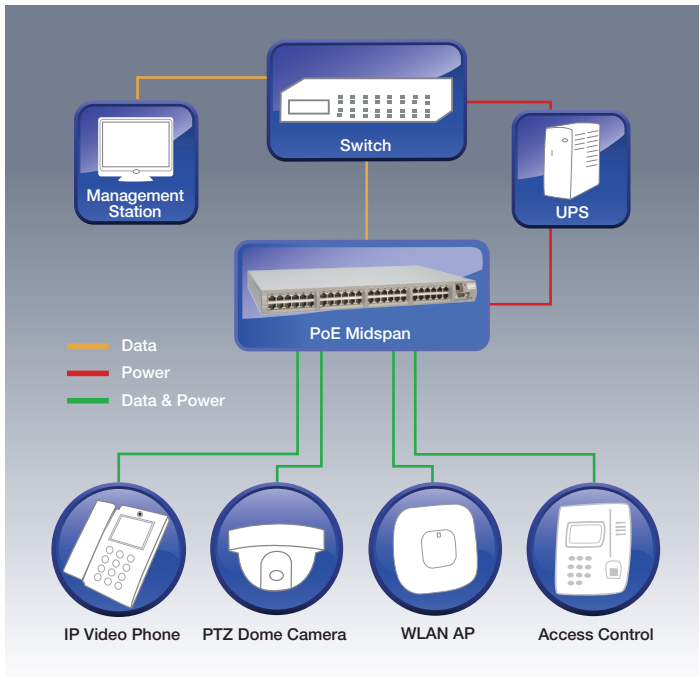 Switch
Management
Station
UPS
PoE Midspan
Data
Power
Data & Power
IP Video Phone
PTZ Dome Camera
WLAN AP
Access Control